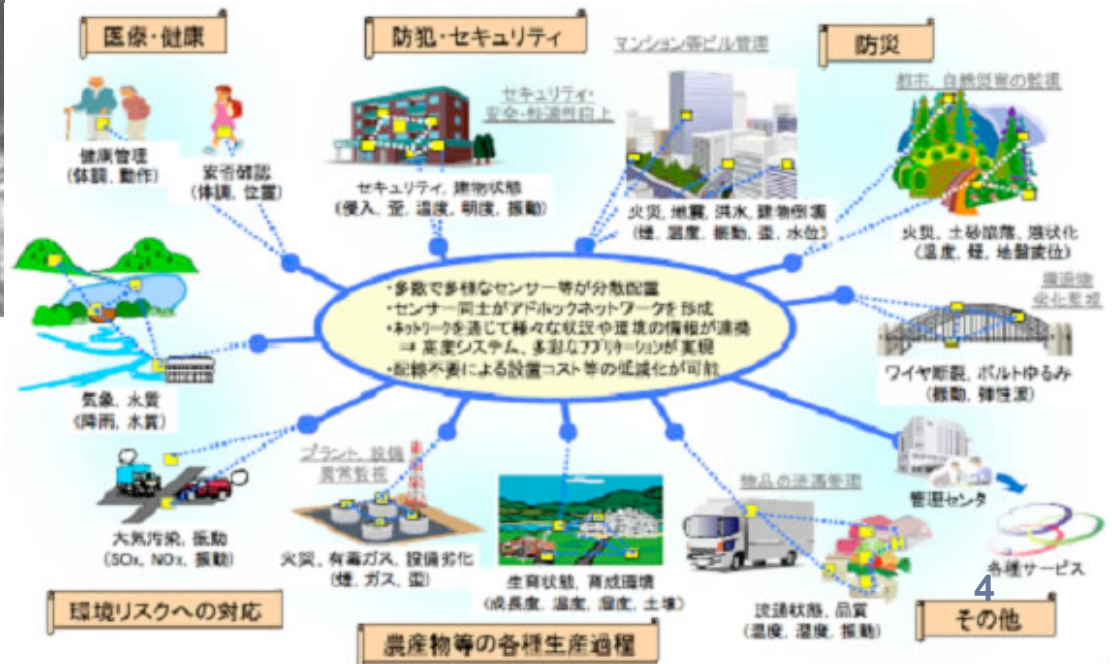 医療・健康
防犯・セキュリティ
マンション等ビル管理
防災
都市、自然災害の監視
セキュリティ・
安全・快適性向上
健康管理
(体調、動作)
安否確認
(体調、位置)
セキュリティ、建物状態
(侵入、歪、温度、明度、振動)
火災、地震、洪水、建物倒壊
(煙、温度、振動、歪、水位)
火災、土砂陥落、液状化
(温度、煙、地盤変位)
・多数で多様なセンサー等が分散配置
・センサー同士がアドホックネットワークを形成
・ネットワークを通じて種々な状況や環境の情報が連携
⇒ 高度システム、多彩なアプリケーションが実現
・配線不要による設置コスト等の低減化が可能
構造物
劣化監視
ワイヤ断裂、ボルトゆるみ
(振動、弾性波)
気象、水質
(降雨、水質)
プラント、設備
異常監視
物品の流通管理
管理センタ
大気汚染、振動
(SOx、NOx、振動)
火災、有毒ガス、設備劣化
(煙、ガス、歪)
生育状態、育成環境
(成長度、温度、湿度、土壌)
流通状態、品質
(温度、湿度、振動)
各種サービス
4
環境リスクへの対応
農産物等の各種生産過程
その他